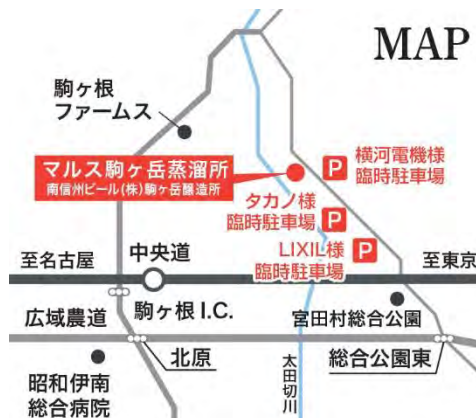 MAP
駒ヶ根
ファームス
マルス駒ヶ岳蒸溜所
南信州ビール(株)駒ヶ岳醸造所
P
横河電機様
臨時駐車場
タカノ様
臨時駐車場
P
LIXIL様
臨時駐車場
P
至名古屋
中央道
至東京
駒ヶ根 I.C.
宮田村総合公園
広域農道
北原
太田切川
総合公園東
昭和伊南
総合病院